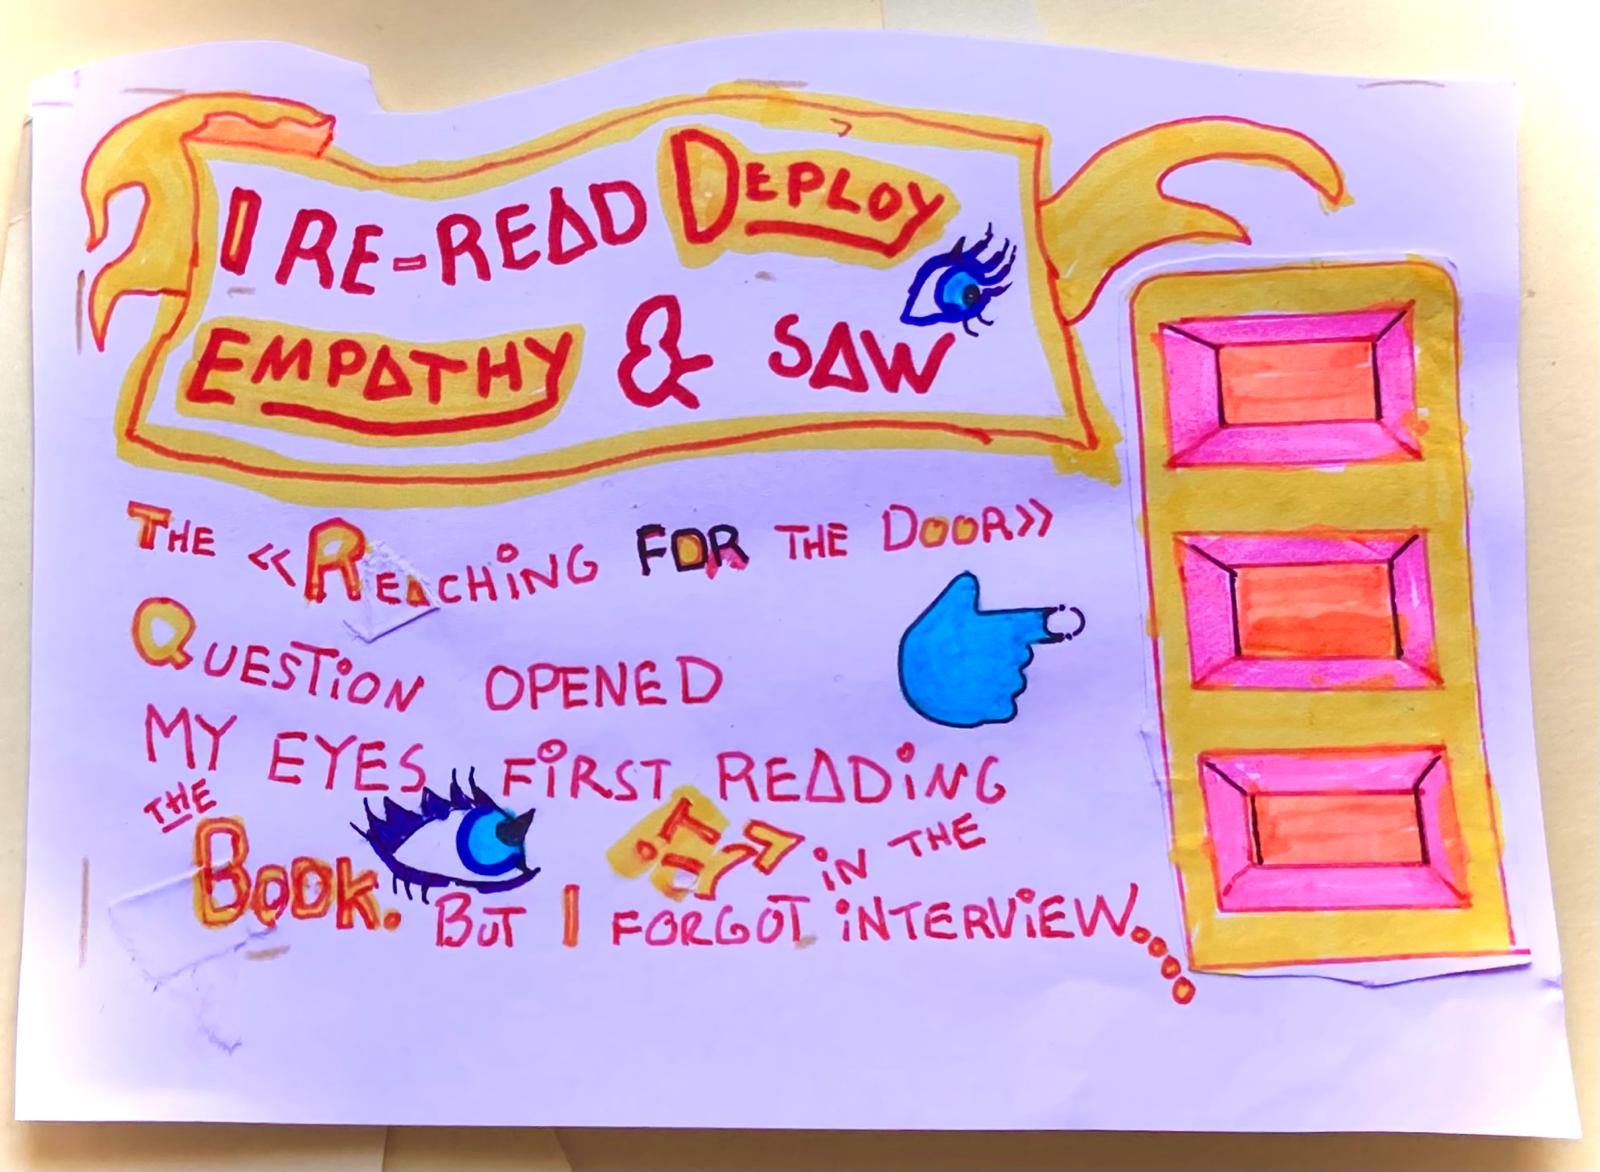 I RE-READ DEPLOY
EMPATHY & SAW
THE «REACHING FOR THE DOOR»
QUESTION OPENED
MY EYES FIRST READING
THE BOOK. BUT I FORGOT IT IN THE INTERVIEW.....